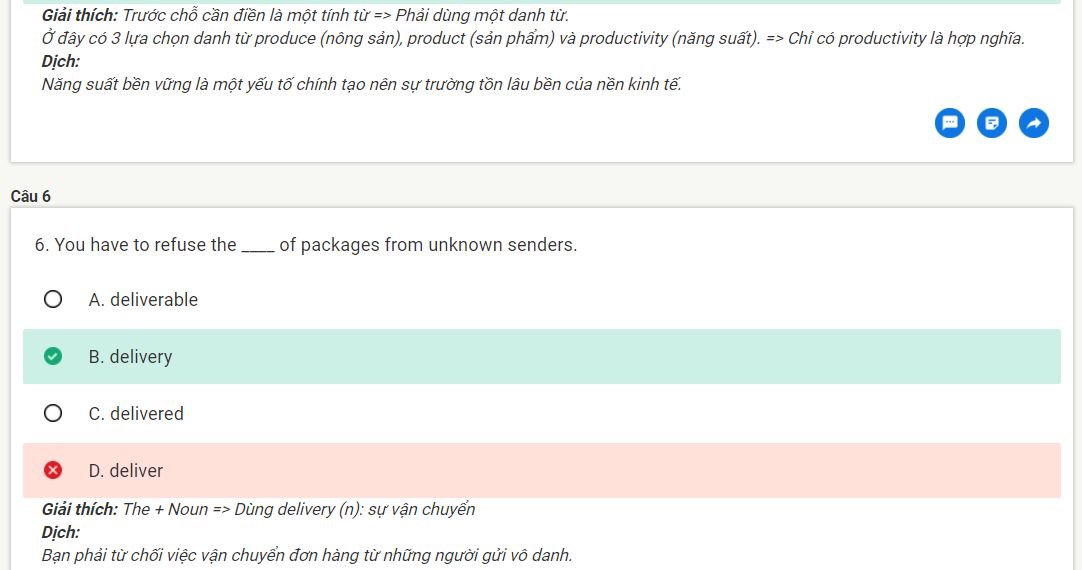 Giải thích: Trước chỗ cần điền là một tính từ => Phải dùng một danh từ.
Ở đây có 3 lựa chọn danh từ produce (nông sản), product (sản phẩm) và productivity (năng suất). => Chỉ có productivity là hợp nghĩa.
Dịch:
Năng suất bền vững là một yếu tố chính tạo nên sự trường tồn lâu bền của nền kinh tế.
Câu 6
6. You have to refuse the ____ of packages from unknown senders.
A. deliverable
B. delivery
C. delivered
D. deliver
Giải thích: The + Noun => Dùng delivery (n): sự vận chuyển
Dịch:
Bạn phải từ chối việc vận chuyển đơn hàng từ những người gửi vô danh.